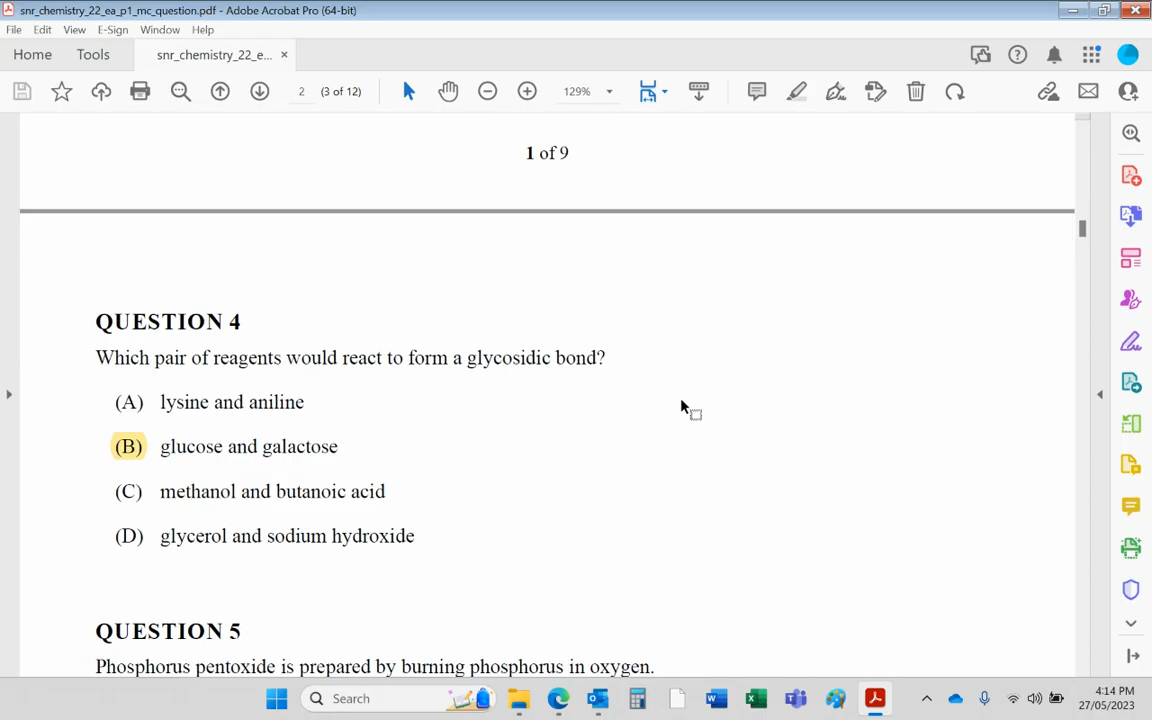 snr_chemistry_22_ea_p1_mc_question.pdf - Adobe Acrobat Pro (64-bit)
File Edit View E-Sign Window Help
Home Tools snr_chemistry_22_e... ×
2 (3 of 12) 129%
1 of 9
QUESTION 4
Which pair of reagents would react to form a glycosidic bond?
(A) lysine and aniline
(B) glucose and galactose
(C) methanol and butanoic acid
(D) glycerol and sodium hydroxide
QUESTION 5
Phosphorus pentoxide is prepared by burning phosphorus in oxygen.
Search
4:14 PM
27/05/2023